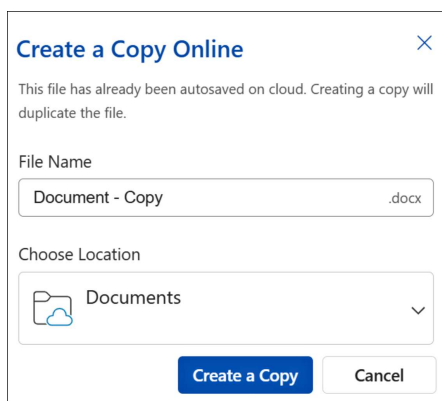 Create a Copy Online
This file has already been autosaved on cloud. Creating a copy will
duplicate the file.
File Name
Document - Copy .docx
Choose Location
Documents
Create a Copy Cancel